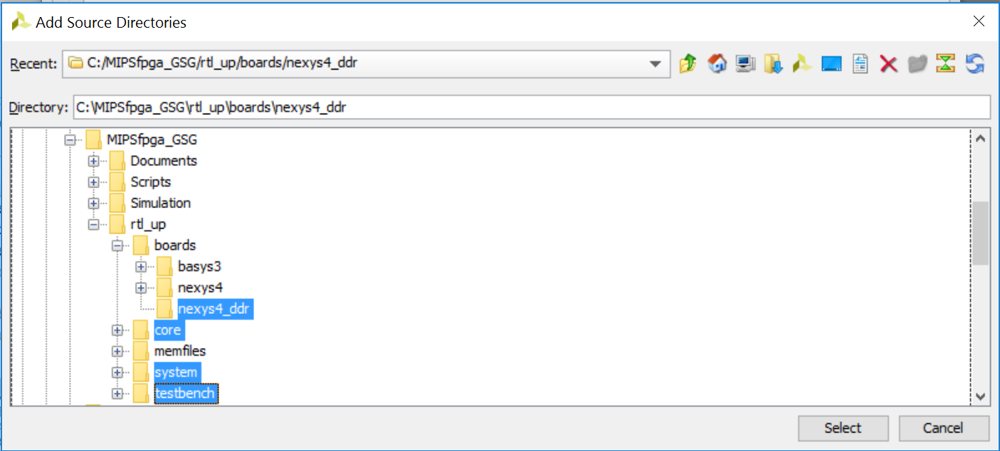 Add Source Directories
Recent: C:/MIPSfpga_GSG/rtl_up/boards/nexys4_ddr
Directory: C:\MIPSfpga_GSG\rtl_up\boards\nexys4_ddr
MIPSfpga_GSG
Documents
Scripts
Simulation
rtl_up
boards
basys3
nexys4
nexys4_ddr
core
memfiles
system
testbench
Select Cancel